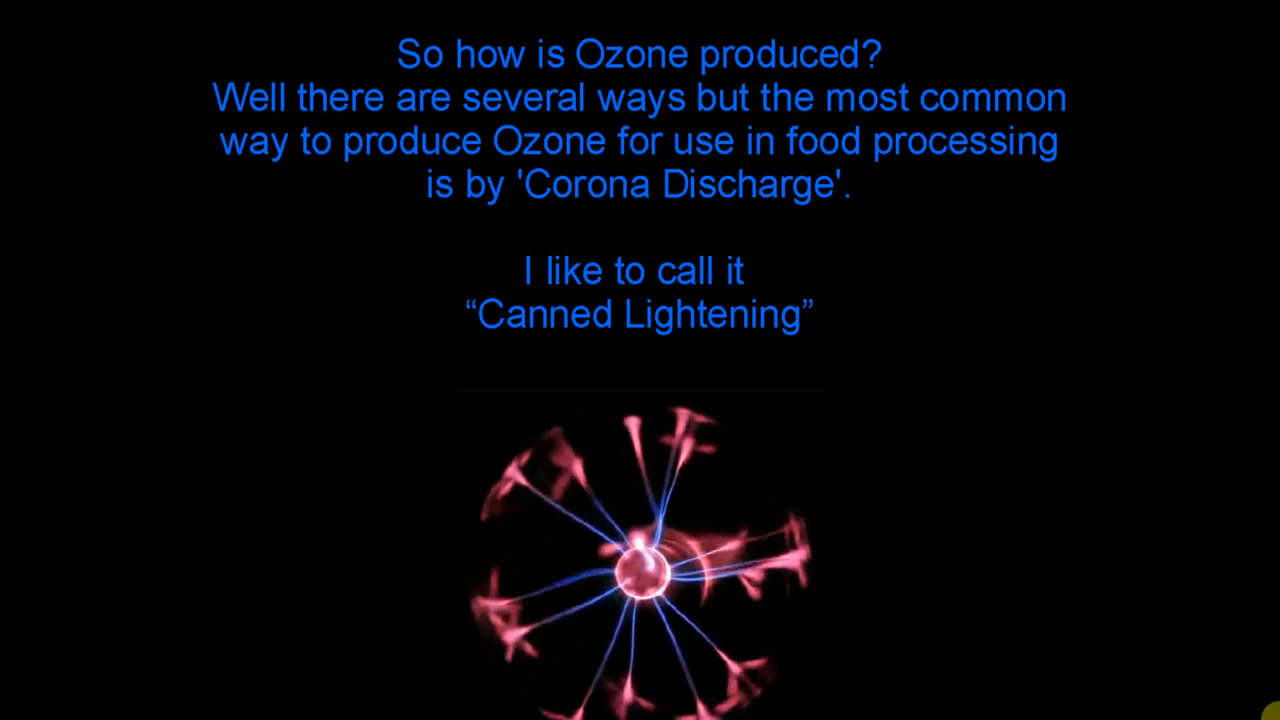 So how is Ozone produced?
Well there are several ways but the most common
way to produce Ozone for use in food processing
is by 'Corona Discharge'.
I like to call it
“Canned Lightening”